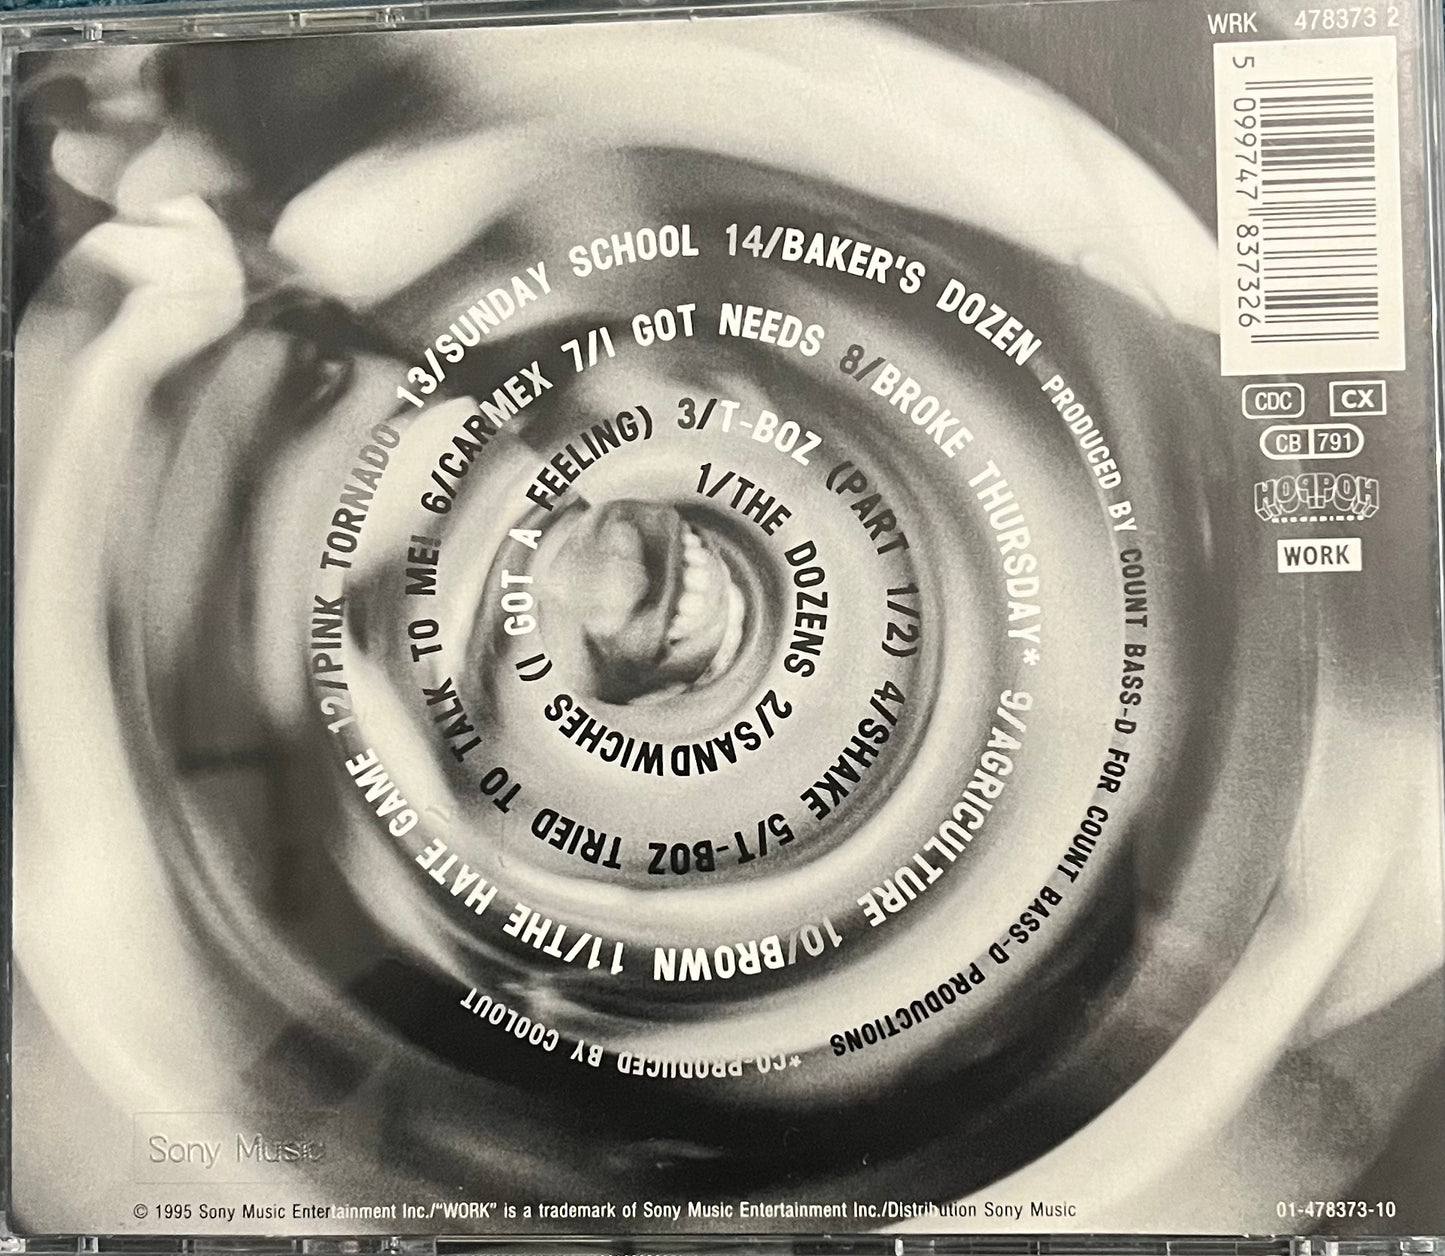 WRK 478373 2
5 099747 837326
CDC CX
CB 791
HOPPOH
RECORDINGS
WORK
1/THE DOZENS 2/SANDWICHES (I GOT A FEELING) 3/T-BOZ (PART 1/2) 4/SHAKE 5/T-BOZ TRIED TO TALK TO ME! 6/CARMEX 7/I GOT NEEDS 8/BROKE THURSDAY* 9/AGRICULTURE 10/BROWN 11/THE HATE GAME 12/PINK TORNADO 13/SUNDAY SCHOOL 14/BAKER'S DOZEN PRODUCED BY COUNT BASS-D FOR COUNT BASS-D PRODUCTIONS *CO-PRODUCED BY COOLOUT
Sony Music
© 1995 Sony Music Entertainment Inc./"WORK" is a trademark of Sony Music Entertainment Inc./Distribution Sony Music
01-478373-10